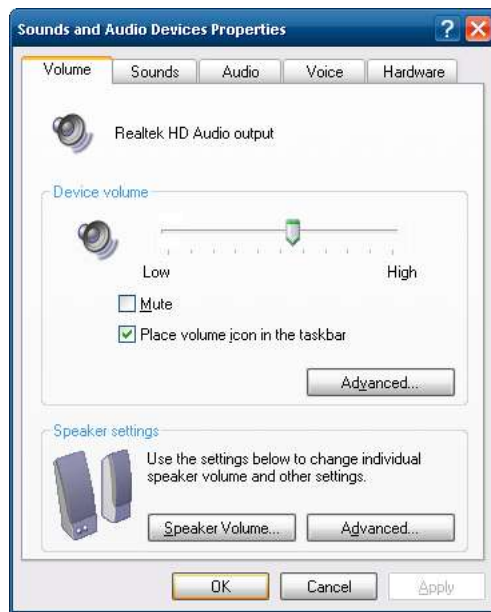 Sounds and Audio Devices Properties
?
Volume
Sounds
Audio
Voice
Hardware
Realtek HD Audio output
Device volume
Low
High
Mute
Place volume icon in the taskbar
Advanced...
Speaker settings
Use the settings below to change individual
speaker volume and other settings.
Speaker Volume...
Advanced...
OK
Cancel
Apply